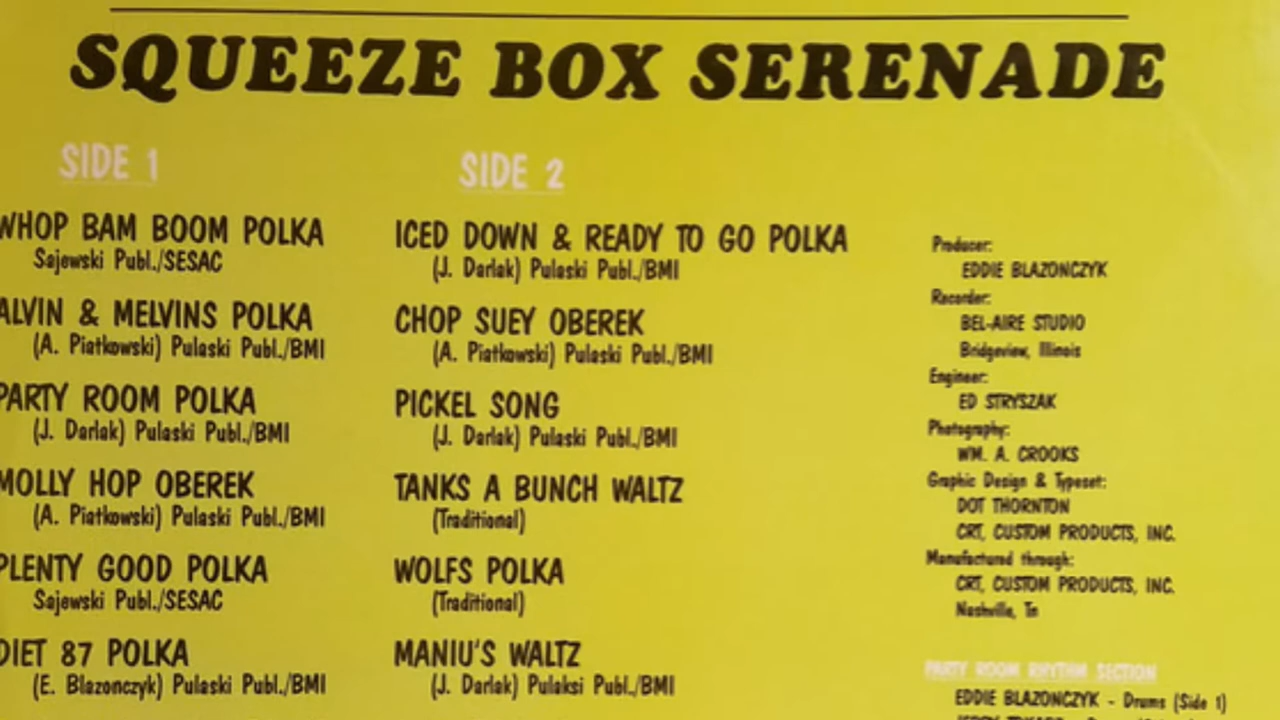 SQUEEZE BOX SERENADE
SIDE 1
WHOP BAM BOOM POLKA
Sajewski Publ./SESAC
ALVIN & MELVINS POLKA
(A. Piatkowski) Pulaski Publ./BMI
PARTY ROOM POLKA
(J. Darlak) Pulaski Publ./BMI
MOLLY HOP OBEREK
(A. Piatkowski) Pulaski Publ./BMI
PLENTY GOOD POLKA
Sajewski Publ./SESAC
DIET 87 POLKA
(E. Blazonczyk) Pulaski Publ./BMI
SIDE 2
ICED DOWN & READY TO GO POLKA
(J. Darlak) Pulaski Publ./BMI
CHOP SUEY OBEREK
(A. Piatkowski) Pulaski Publ./BMI
PICKEL SONG
(J. Darlak) Pulaski Publ./BMI
TANKS A BUNCH WALTZ
(Traditional)
WOLFS POLKA
(Traditional)
MANIU'S WALTZ
(J. Darlak) Pulaksi Publ./BMI
Producer:
EDDIE BLAZONCZYK
Recorder:
BEL-AIRE STUDIO
Bridgeview, Illinois
Engineer:
ED STRYSZAK
Photography:
WM. A. CROOKS
Graphic Design & Typeset:
DOT THORNTON
CRT, CUSTOM PRODUCTS, INC.
Manufactured through:
CRT, CUSTOM PRODUCTS, INC.
Nashville, Tn
PARTY ROOM RHYTHM SECTION
EDDIE BLAZONCZYK - Drums (Side 1)